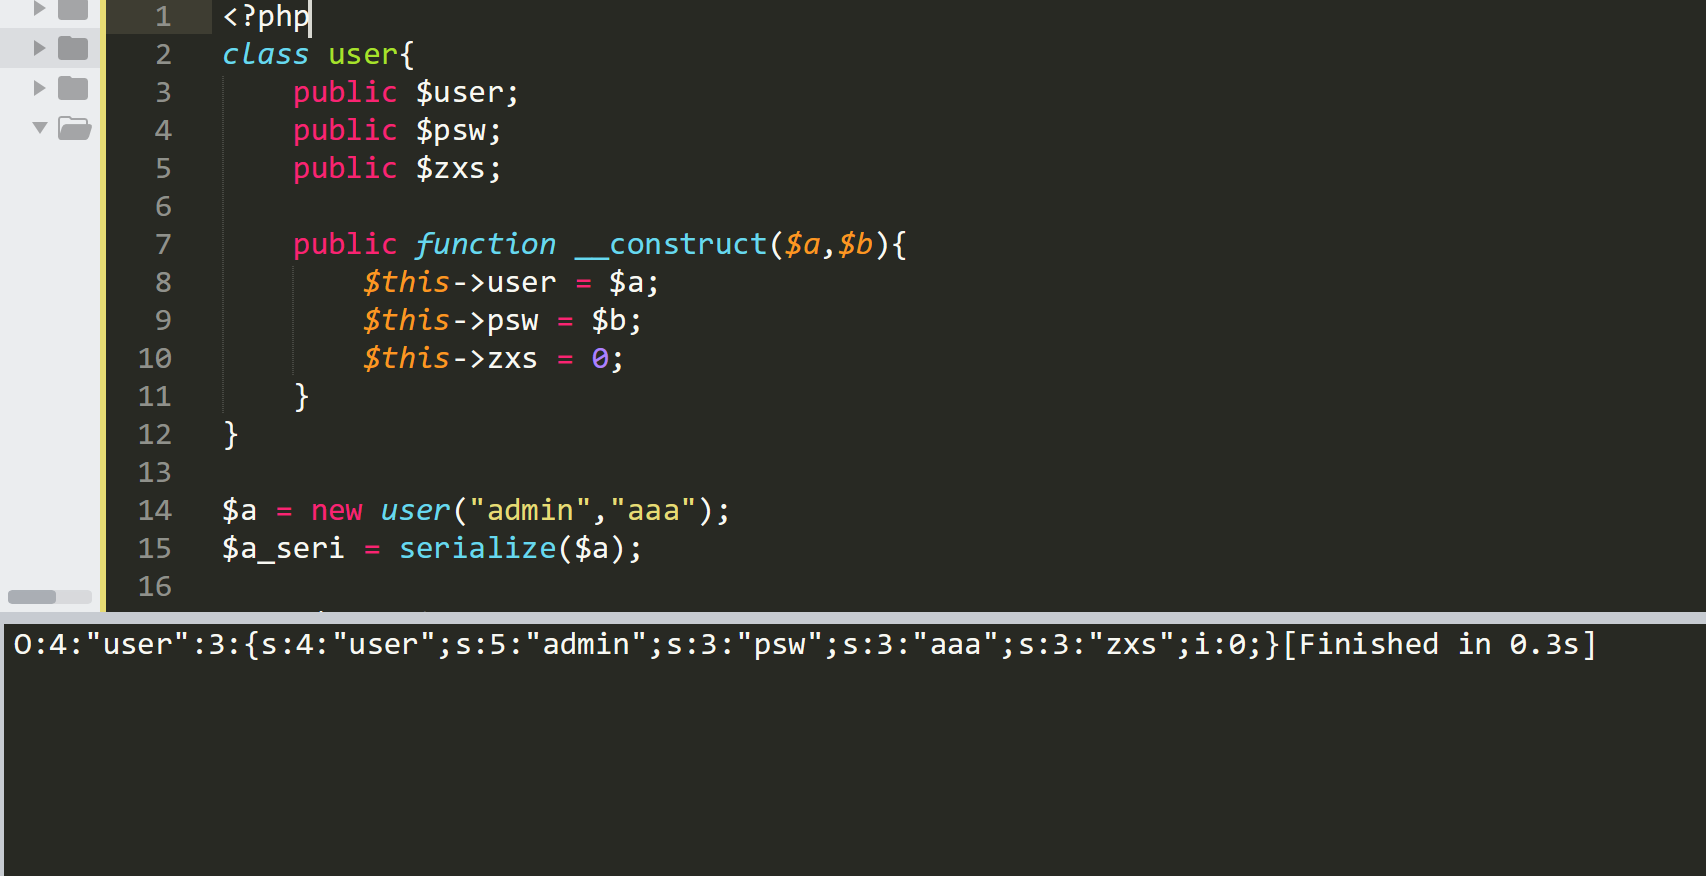 1 <?php
2 class user{
3     public $user;
4     public $psw;
5     public $zxs;
6
7     public function __construct($a,$b){
8         $this->user = $a;
9         $this->psw = $b;
10         $this->zxs = 0;
11     }
12 }
13
14 $a = new user("admin","aaa");
15 $a_seri = serialize($a);
16
O:4:"user":3:{s:4:"user";s:5:"admin";s:3:"psw";s:3:"aaa";s:3:"zxs";i:0;}[Finished in 0.3s]